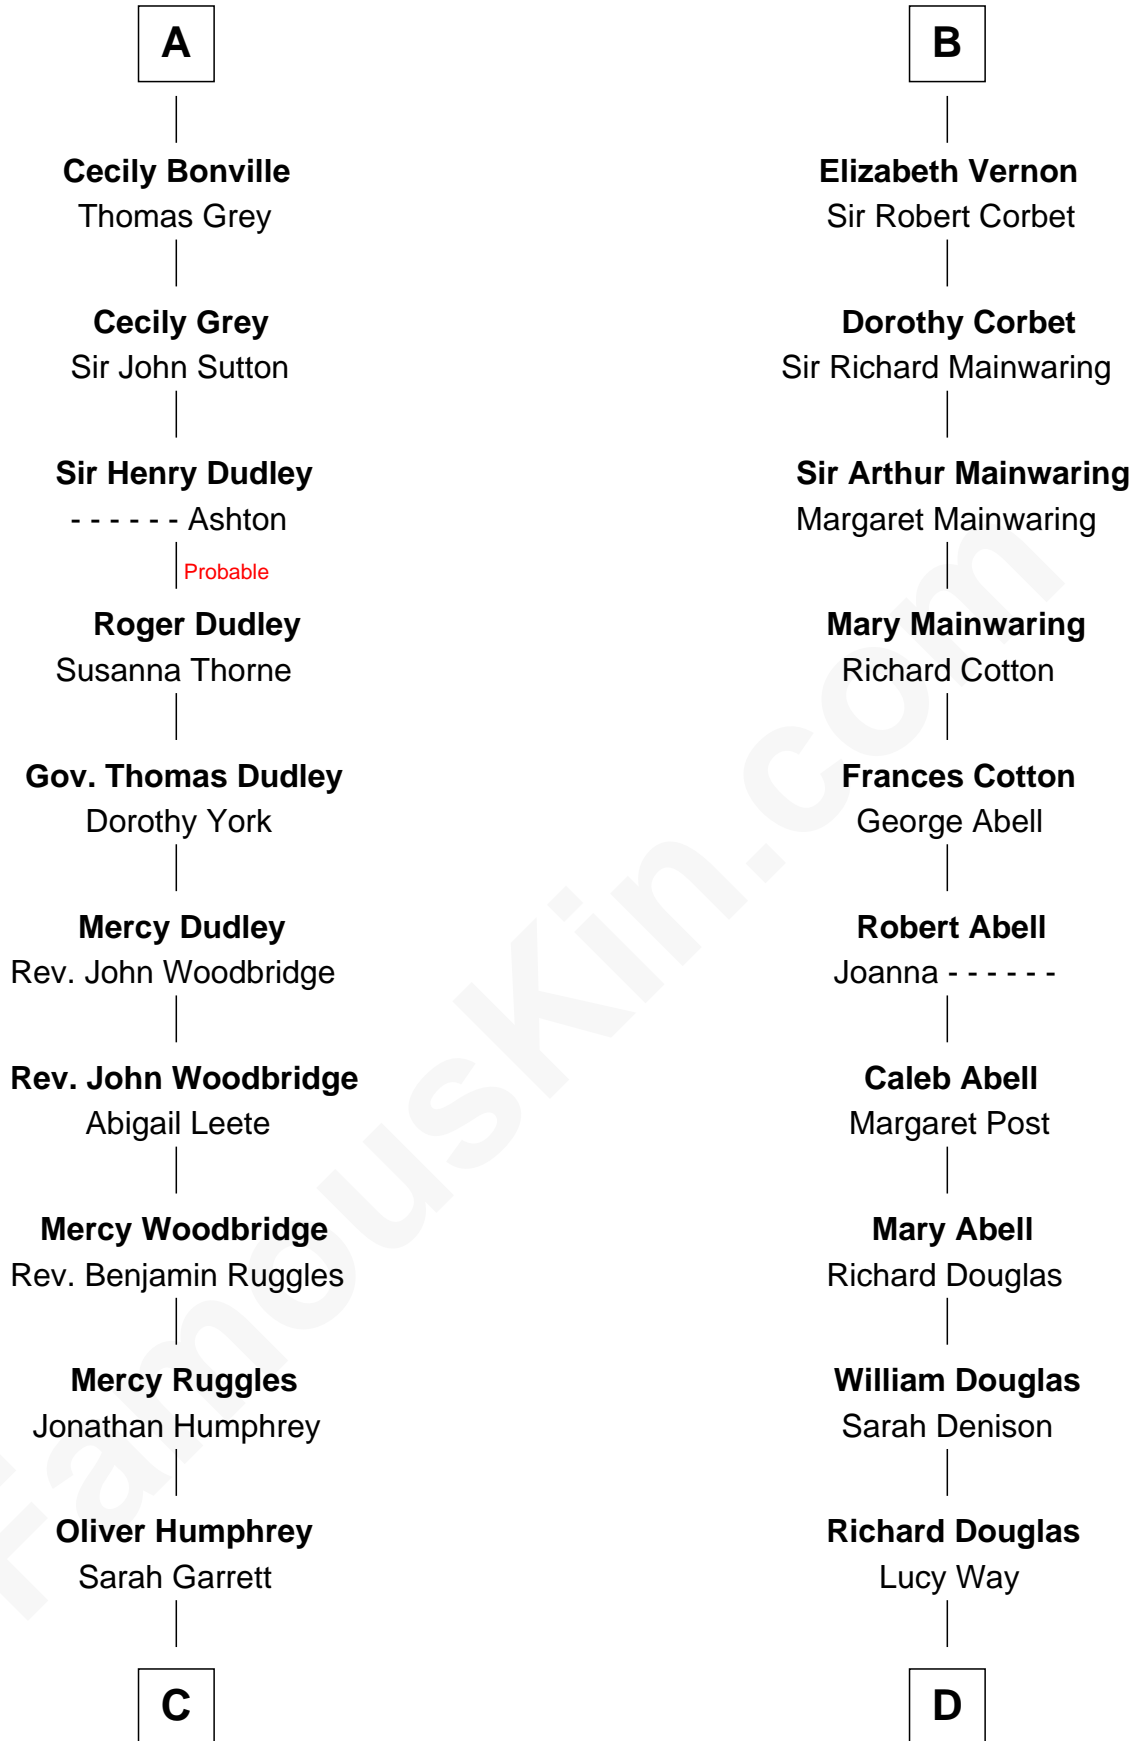 A
Cecily Bonville
Thomas Grey
Cecily Grey
Sir John Sutton
Sir Henry Dudley
- - - - - - Ashton
Probable
Roger Dudley
Susanna Thorne
Gov. Thomas Dudley
Dorothy York
Mercy Dudley
Rev. John Woodbridge
Rev. John Woodbridge
Abigail Leete
Mercy Woodbridge
Rev. Benjamin Ruggles
Mercy Ruggles
Jonathan Humphrey
Oliver Humphrey
Sarah Garrett
C
B
Elizabeth Vernon
Sir Robert Corbet
Dorothy Corbet
Sir Richard Mainwaring
Sir Arthur Mainwaring
Margaret Mainwaring
Mary Mainwaring
Richard Cotton
Frances Cotton
George Abell
Robert Abell
Joanna - - - - - -
Caleb Abell
Margaret Post
Mary Abell
Richard Douglas
William Douglas
Sarah Denison
Richard Douglas
Lucy Way
D
FamousKin.com